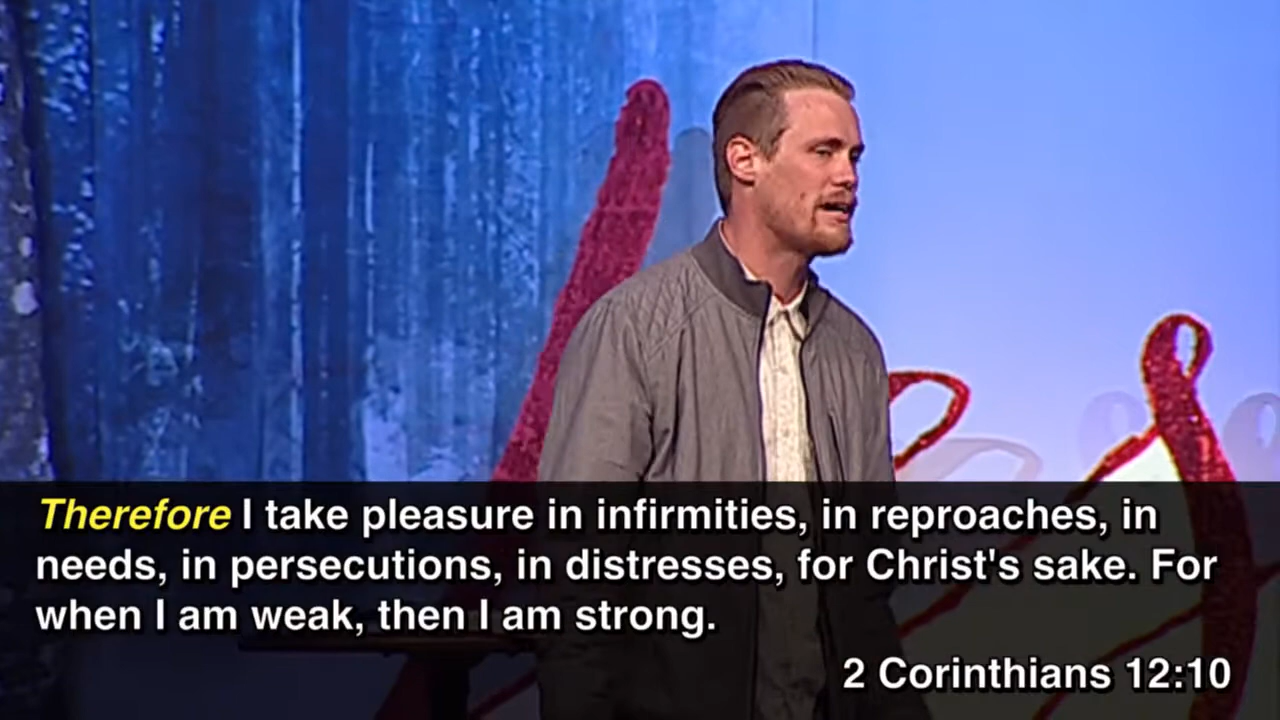 Therefore I take pleasure in infirmities, in reproaches, in
needs, in persecutions, in distresses, for Christ's sake. For
when I am weak, then I am strong.
2 Corinthians 12:10